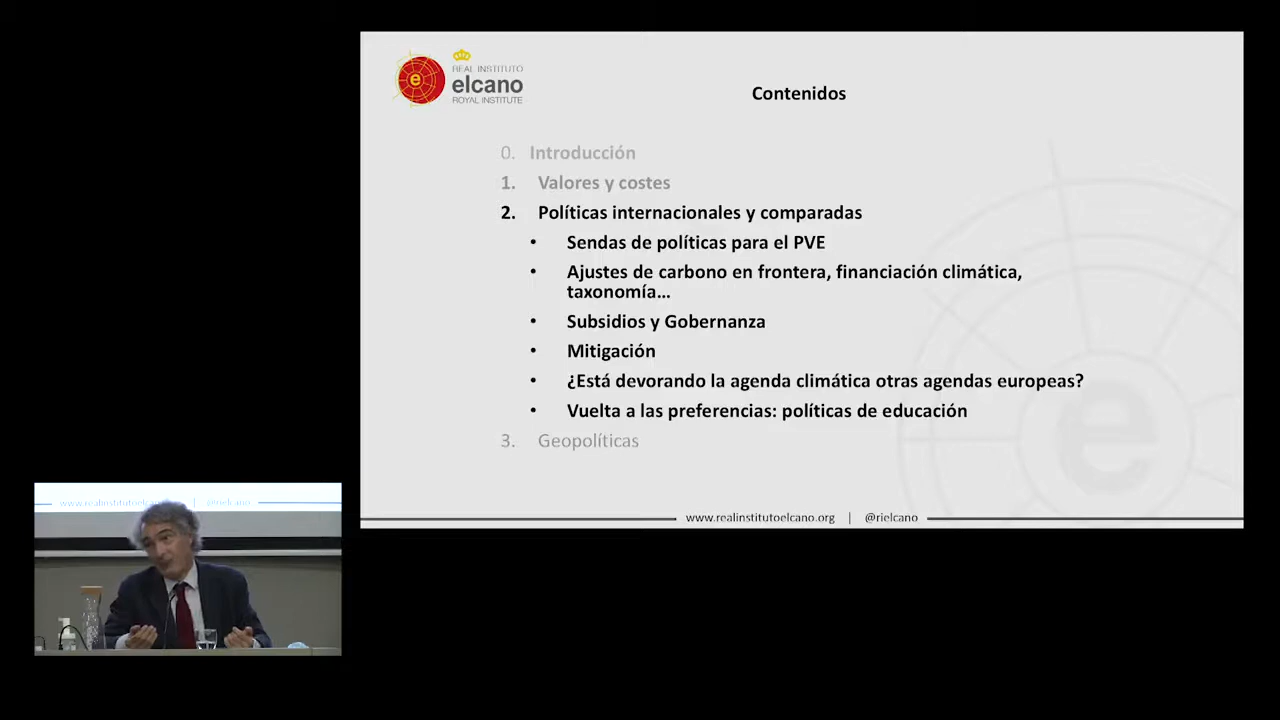 REAL INSTITUTO
elcano
ROYAL INSTITUTE
Contenidos
0. Introducción
1. Valores y costes
2. Políticas internacionales y comparadas
• Sendas de políticas para el PVE
• Ajustes de carbono en frontera, financiación climática,
taxonomía...
• Subsidios y Gobernanza
• Mitigación
• ¿Está devorando la agenda climática otras agendas europeas?
• Vuelta a las preferencias: políticas de educación
3. Geopolíticas
www.realinstitutoelcano.org | @rielcano
@rielcano